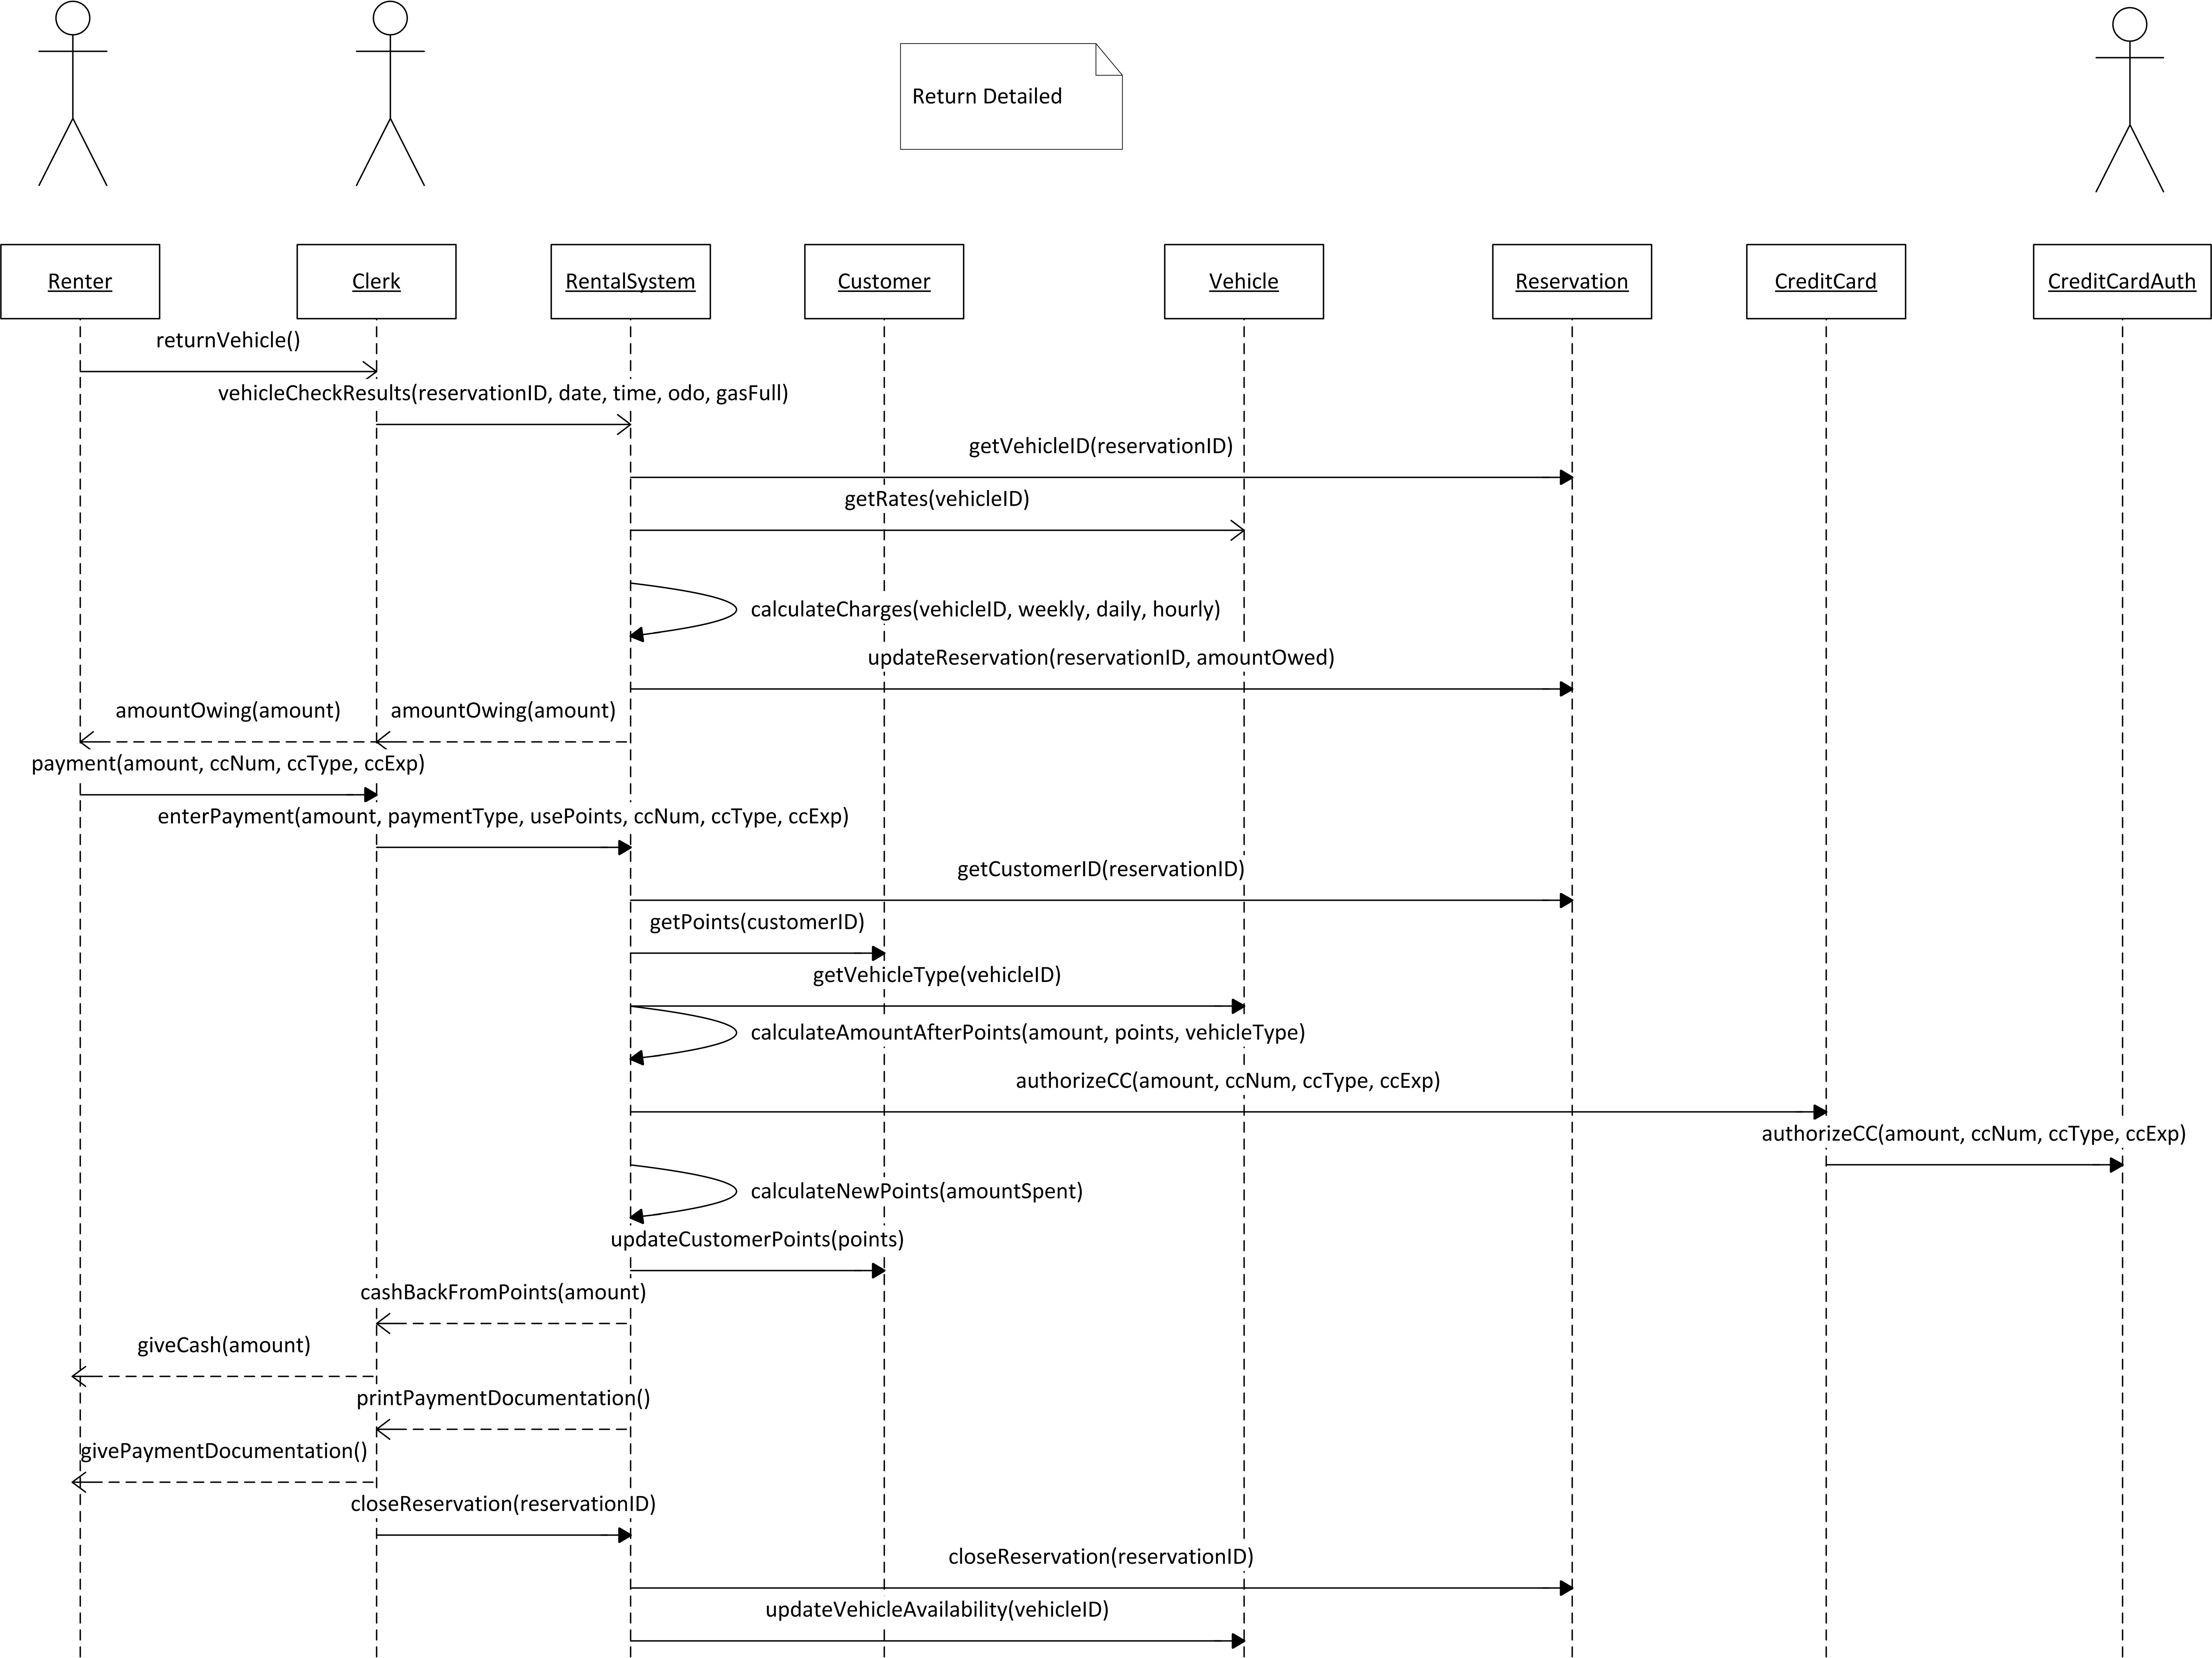 Return Detailed
Renter
Clerk
RentalSystem
Customer
Vehicle
Reservation
CreditCard
CreditCardAuth
returnVehicle()
vehicleCheckResults(reservationID, date, time, odo, gasFull)
getVehicleID(reservationID)
getRates(vehicleID)
calculateCharges(vehicleID, weekly, daily, hourly)
updateReservation(reservationID, amountOwed)
amountOwing(amount)
amountOwing(amount)
payment(amount, ccNum, ccType, ccExp)
enterPayment(amount, paymentType, usePoints, ccNum, ccType, ccExp)
getCustomerID(reservationID)
getPoints(customerID)
getVehicleType(vehicleID)
calculateAmountAfterPoints(amount, points, vehicleType)
authorizeCC(amount, ccNum, ccType, ccExp)
authorizeCC(amount, ccNum, ccType, ccExp)
calculateNewPoints(amountSpent)
updateCustomerPoints(points)
cashBackFromPoints(amount)
giveCash(amount)
printPaymentDocumentation()
givePaymentDocumentation()
closeReservation(reservationID)
closeReservation(reservationID)
updateVehicleAvailability(vehicleID)